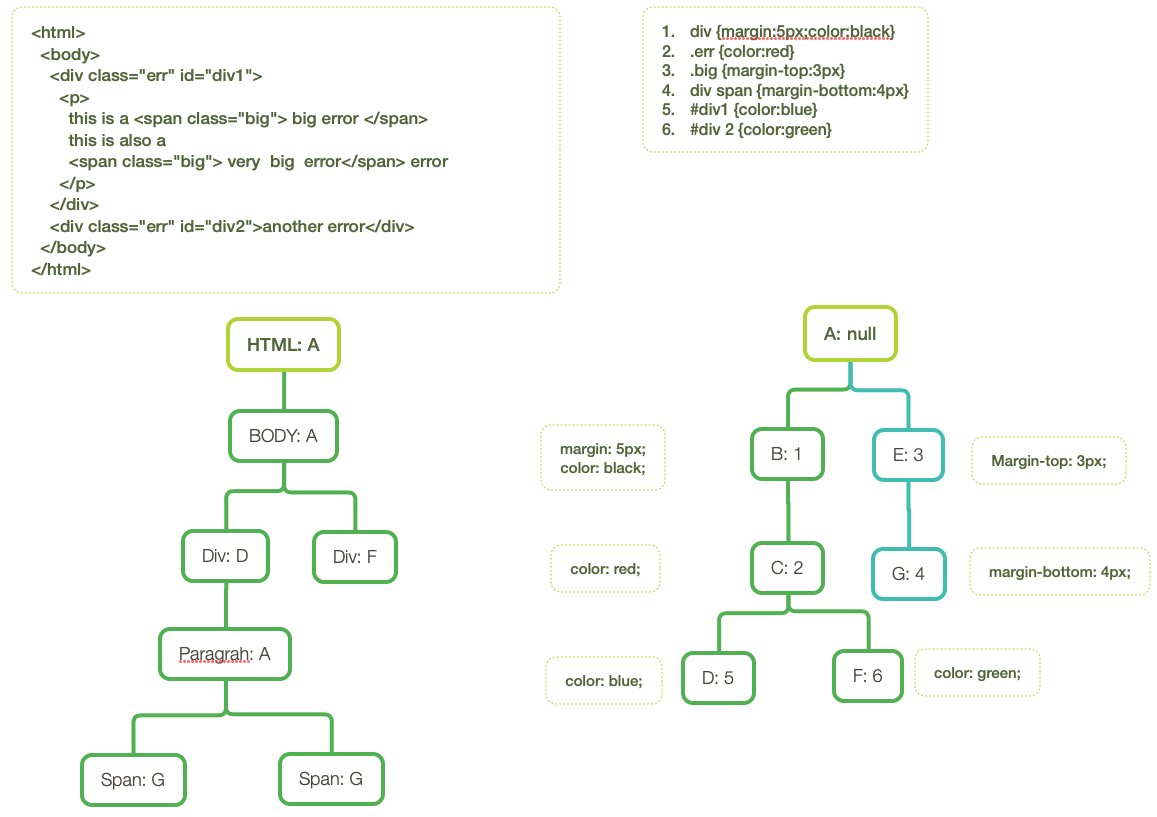 <html>
<body>
<div class="err" id="div1">
<p>
this is a <span class="big"> big error </span>
this is also a
<span class="big"> very  big  error</span> error
</p>
</div>
<div class="err" id="div2">another error</div>
</body>
</html>
1. div {margin:5px;color:black}
2. .err {color:red}
3. .big {margin-top:3px}
4. div span {margin-bottom:4px}
5. #div1 {color:blue}
6. #div 2 {color:green}
HTML: A
BODY: A
Div: D
Div: F
Paragrah: A
Span: G
Span: G
A: null
margin: 5px;
color: black;
B: 1
E: 3
Margin-top: 3px;
color: red;
C: 2
G: 4
margin-bottom: 4px;
color: blue;
D: 5
F: 6
color: green;